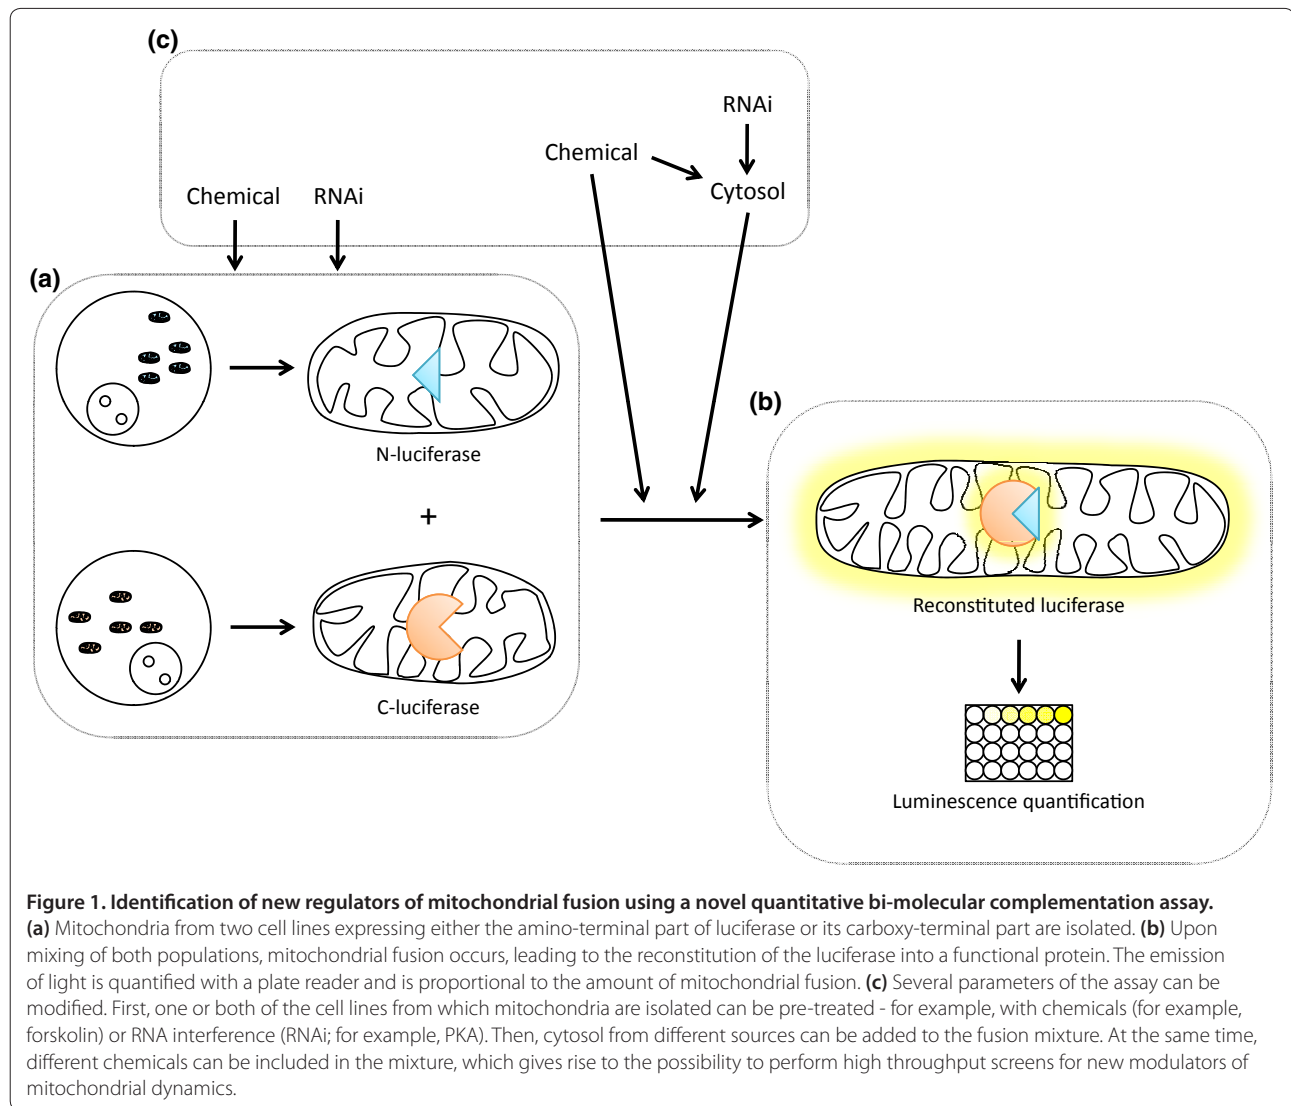 (c)
RNAi
Chemical
Cytosol
Chemical RNAi
(a)
N-luciferase
+
C-luciferase
(b)
Reconstituted luciferase
Luminescence quantification
Figure 1. Identification of new regulators of mitochondrial fusion using a novel quantitative bi-molecular complementation assay.
(a) Mitochondria from two cell lines expressing either the amino-terminal part of luciferase or its carboxy-terminal part are isolated. (b) Upon
mixing of both populations, mitochondrial fusion occurs, leading to the reconstitution of the luciferase into a functional protein. The emission
of light is quantified with a plate reader and is proportional to the amount of mitochondrial fusion. (c) Several parameters of the assay can be
modified. First, one or both of the cell lines from which mitochondria are isolated can be pre-treated - for example, with chemicals (for example,
forskolin) or RNA interference (RNAi; for example, PKA). Then, cytosol from different sources can be added to the fusion mixture. At the same time,
different chemicals can be included in the mixture, which gives rise to the possibility to perform high throughput screens for new modulators of
mitochondrial dynamics.